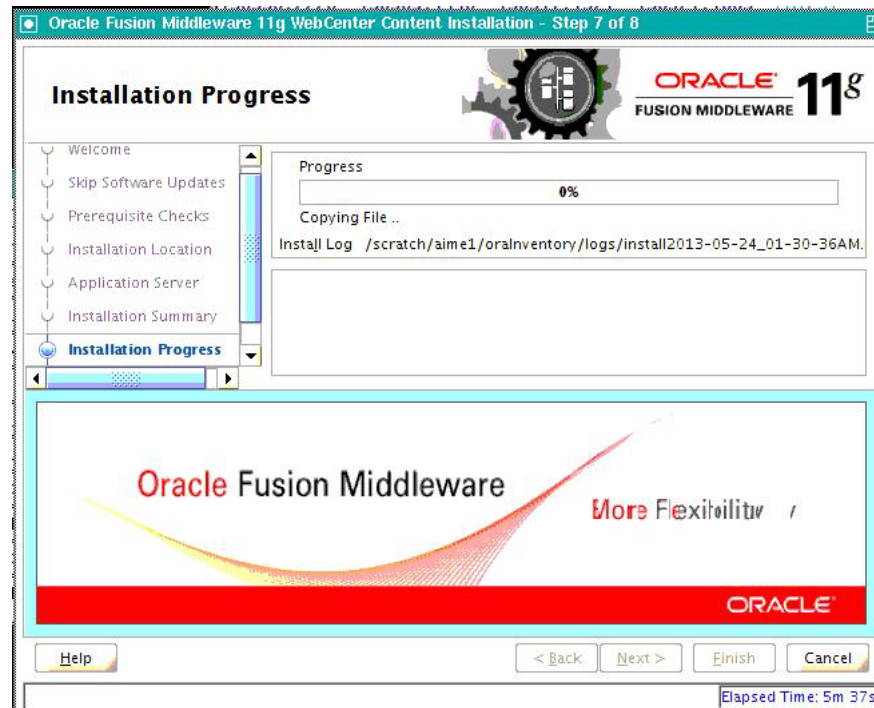 Oracle Fusion Middleware 11g WebCenter Content Installation - Step 7 of 8
Installation Progress
ORACLE
FUSION MIDDLEWARE
11g
Welcome
Skip Software Updates
Prerequisite Checks
Installation Location
Application Server
Installation Summary
Installation Progress
Progress
0%
Copying File ..
Install Log /scratch/aime1/oraInventory/logs/install2013-05-24_01-30-36AM.
Oracle Fusion Middleware
More
ORACLE
Help
< Back
Next >
Finish
Cancel
Elapsed Time: 5m 37s